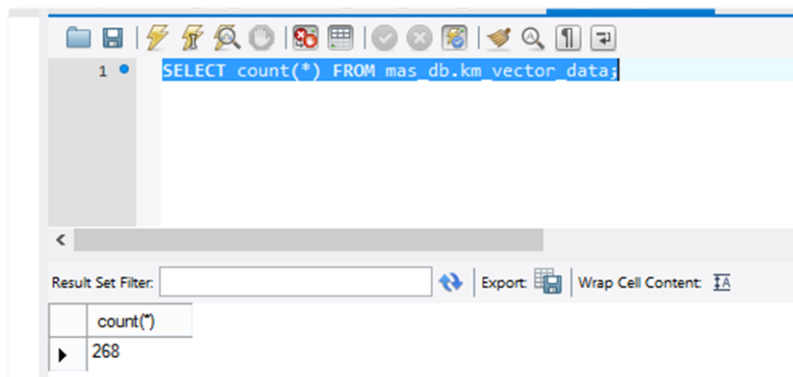 1
SELECT count(*) FROM mas_db.km_vector_data;
Result Set Filter:
Export:
Wrap Cell Content:
count(*)
268